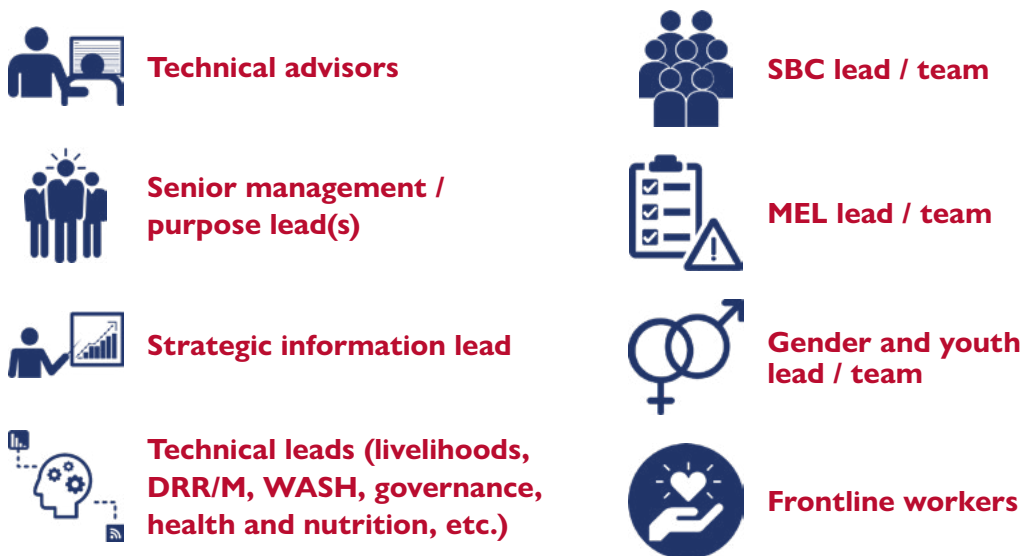 Technical advisors
Senior management /
purpose lead(s)
Strategic information lead
Technical leads (livelihoods,
DRR/M, WASH, governance,
health and nutrition, etc.)
SBC lead / team
MEL lead / team
Gender and youth
lead / team
Frontline workers